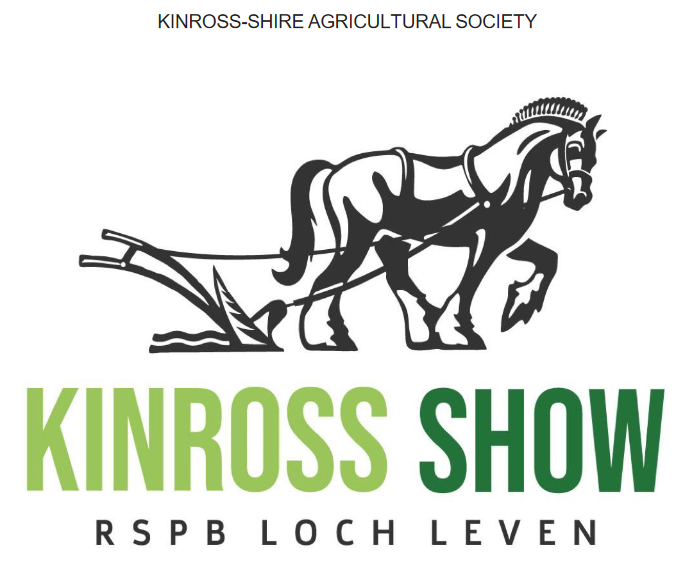 KINROSS-SHIRE AGRICULTURAL SOCIETY
KINROSS SHOW
RSPB LOCH LEVEN